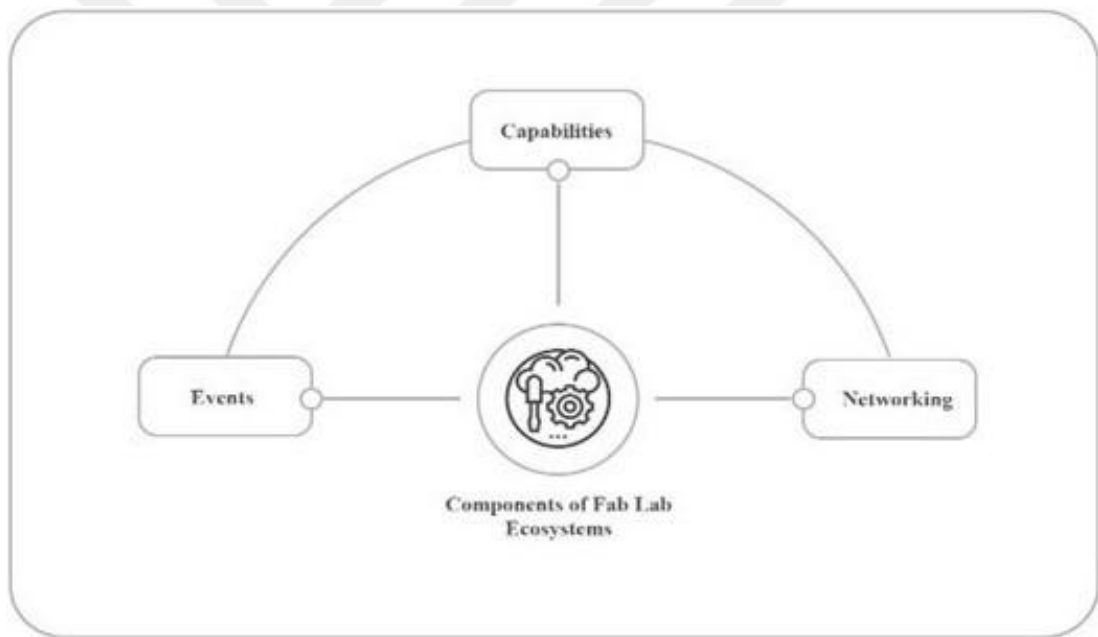 Capabilities
Events
Networking
Components of Fab Lab
Ecosystems